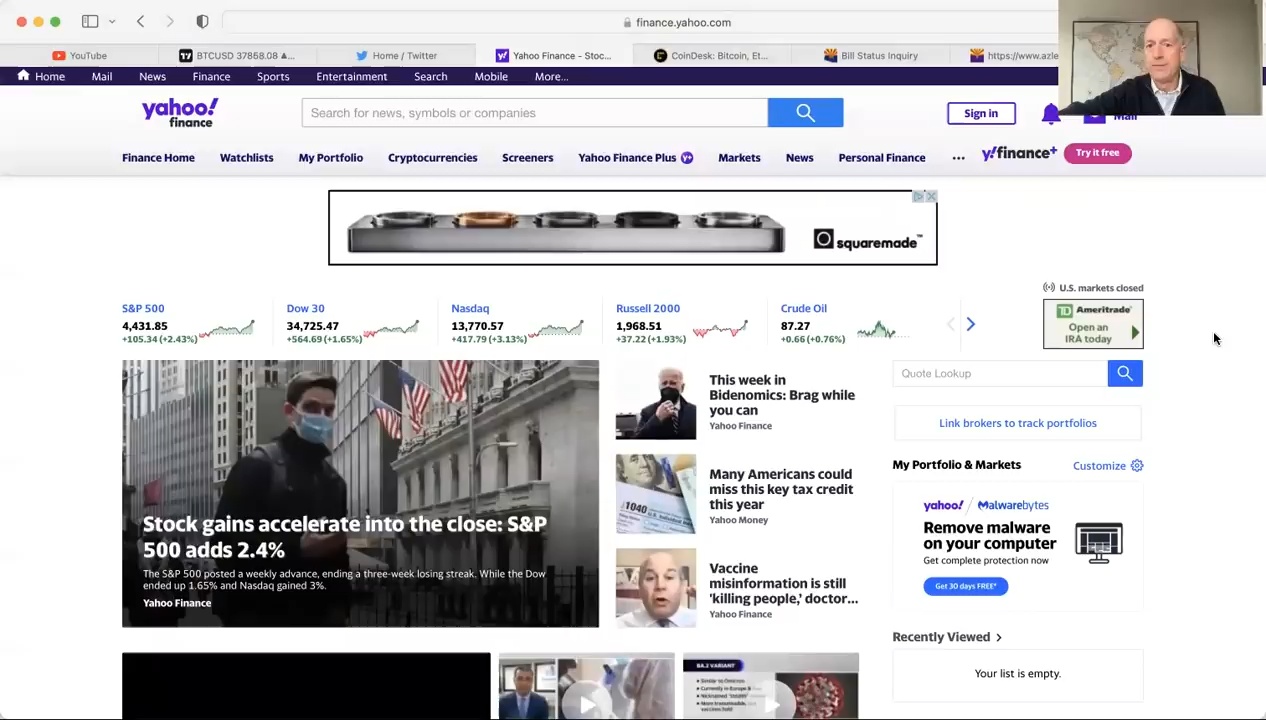 finance.yahoo.com
YouTube
BTCUSD 37858.08 ▲...
Home / Twitter
Yahoo Finance - Stoc...
CoinDesk: Bitcoin, Et...
Bill Status Inquiry
https://www.azle
Home Mail News Finance Sports Entertainment Search Mobile More...
yahoo!
finance
Search for news, symbols or companies
Sign in
Mail
Finance Home Watchlists My Portfolio Cryptocurrencies Screeners Yahoo Finance Plus Y+ Markets News Personal Finance ...
y!finance+
Try it free
squaremade™
U.S. markets closed
S&P 500
4,431.85
+105.34 (+2.43%)
Dow 30
34,725.47
+564.69 (+1.65%)
Nasdaq
13,770.57
+417.79 (+3.13%)
Russell 2000
1,968.51
+37.22 (+1.93%)
Crude Oil
87.27
+0.66 (+0.76%)
TD Ameritrade
Open an
IRA today
Stock gains accelerate into the close: S&P
500 adds 2.4%
The S&P 500 posted a weekly advance, ending a three-week losing streak. While the Dow
ended up 1.65% and Nasdaq gained 3%.
Yahoo Finance
This week in
Bidenomics: Brag while
you can
Yahoo Finance
1040
Many Americans could
miss this key tax credit
this year
Yahoo Money
Vaccine
misinformation is still
'killing people,' doctor...
Yahoo Finance
Quote Lookup
Link brokers to track portfolios
My Portfolio & Markets
Customize
yahoo! / Malwarebytes
Remove malware
on your computer
Get complete protection now
Get 30 days FREE*
Recently Viewed >
Your list is empty.
BA.2 VARIANT
Similar to Omicron